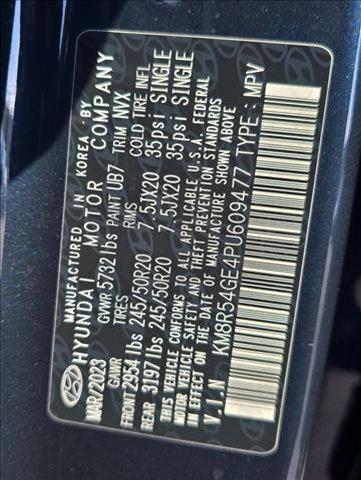 MANUFACTURED IN KOREA BY
HYUNDAI MOTOR COMPANY
MAR/2023 GVWR 5732 lbs PAINT UB7 TRIM NVX
GAWR TIRES RIMS COLD TIRE INFL
FRONT 2954 lbs 245/50R20 7.5JX20 35psi SINGLE
REAR 3197 lbs 245/50R20 7.5JX20 35psi SINGLE
THIS VEHICLE CONFORMS TO ALL APPLICABLE U.S.A. FEDERAL
MOTOR VEHICLE SAFETY AND THEFT PREVENTION STANDARDS
IN EFFECT ON THE DATE OF MANUFACTURE SHOWN ABOVE
V.I.N KM8R54GE4PU609477 TYPE: MPV